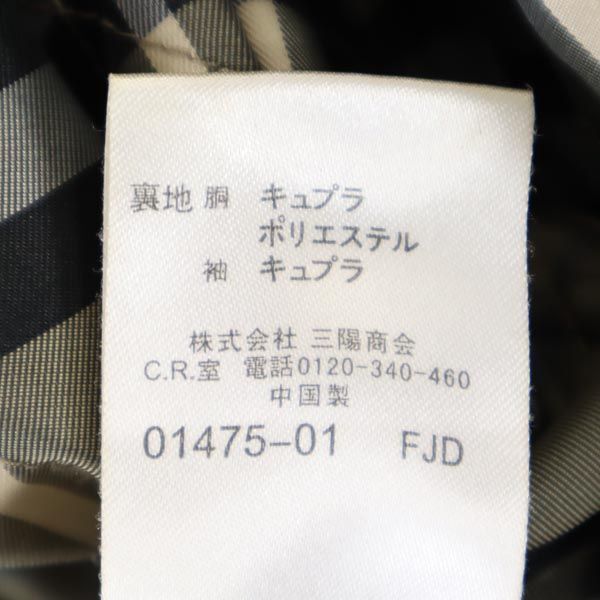 裏地 胴 キュプラ
ポリエステル
袖 キュプラ
株式会社 三陽商会
C.R.室 電話0120-340-460
中国製
01475-01 FJD